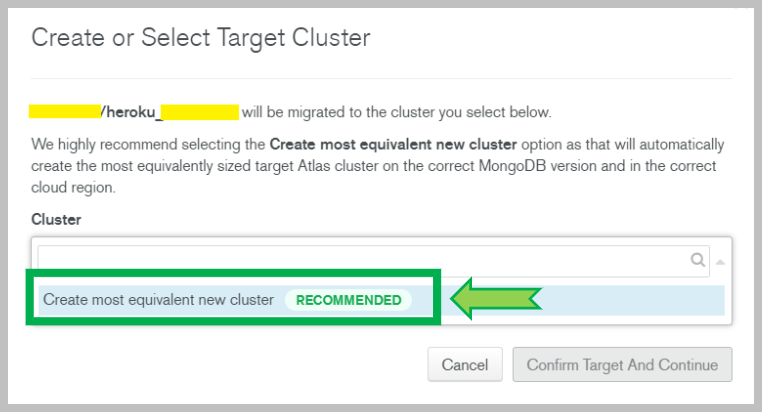 Create or Select Target Cluster
/heroku_ will be migrated to the cluster you select below.
We highly recommend selecting the Create most equivalent new cluster option as that will automatically
create the most equivalently sized target Atlas cluster on the correct MongoDB version and in the correct
cloud region.
Cluster
Create most equivalent new cluster RECOMMENDED
Cancel Confirm Target And Continue